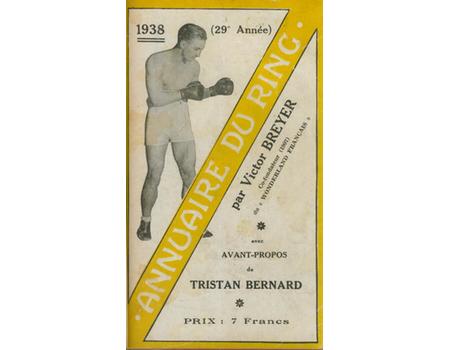 1938
(29e Année)
• ANNUAIRE DU RING •
par Victor BREYER
Co-fondateur (1907)
du « WONDERLAND FRANÇAIS »
avec
AVANT-PROPOS
de
TRISTAN BERNARD
PRIX : 7 Francs